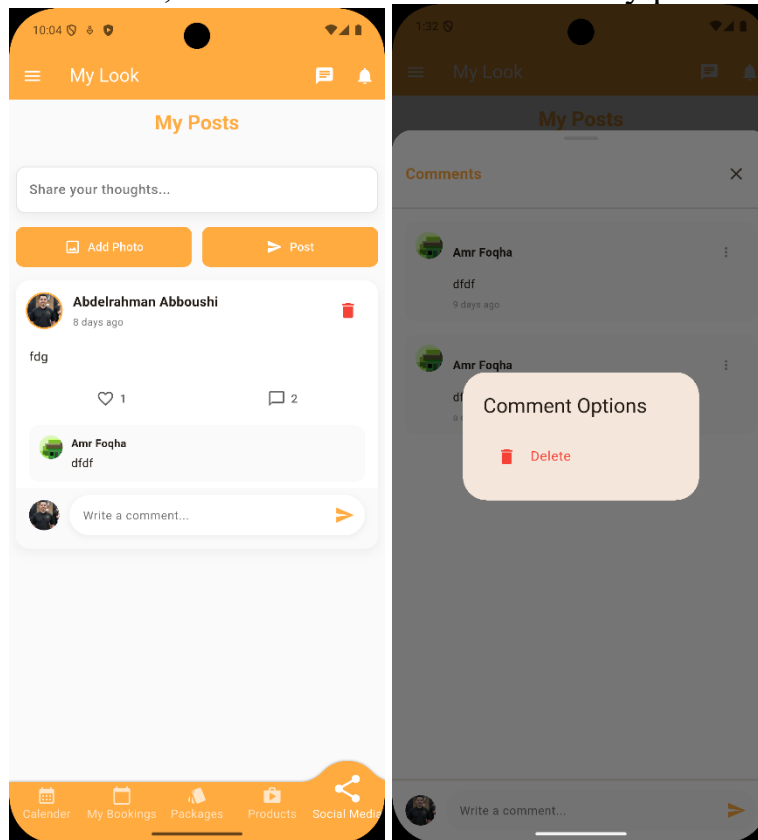 10:04
My Look
My Posts
Share your thoughts...
Add Photo
Post
Abdelrahman Abboushi
8 days ago
fdg
1
2
Amr Foqha
dfdf
Write a comment...
Calender
My Bookings
Packages
Products
Social Media
1:32
My Look
My Posts
Comments
Amr Foqha
dfdf
9 days ago
Amr Foqha
Comment Options
Delete
Write a comment...